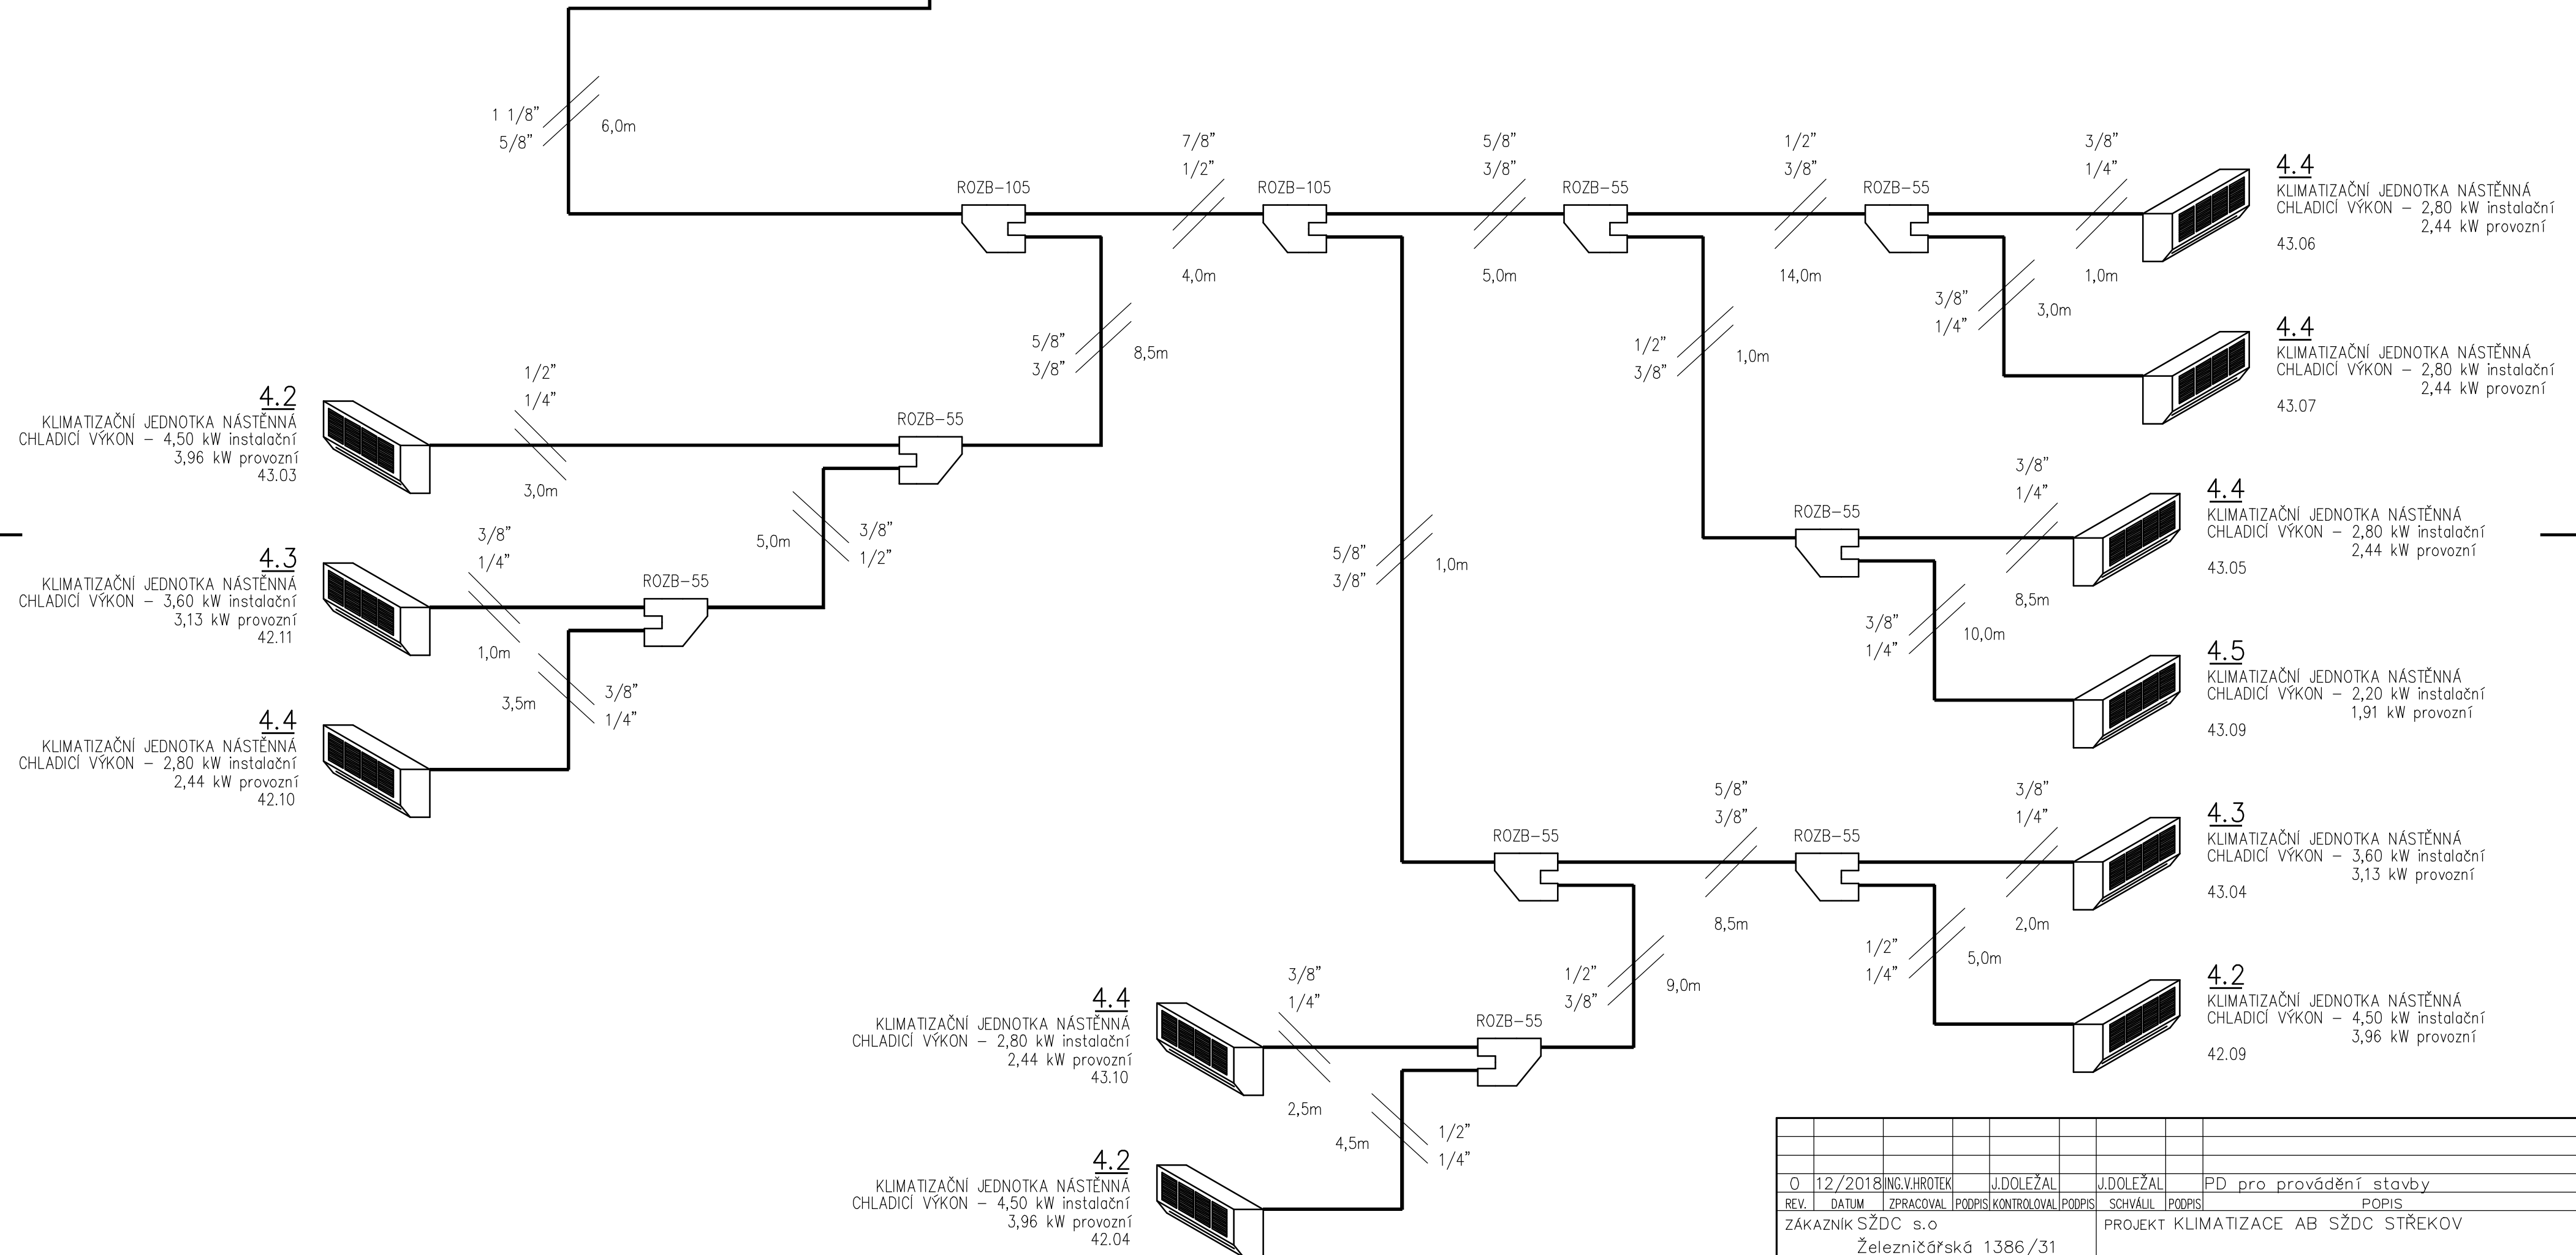 1 1/8"
5/8"
6,0m
ROZB-105
7/8"
1/2"
4,0m
ROZB-105
5/8"
3/8"
5,0m
ROZB-55
1/2"
3/8"
14,0m
ROZB-55
3/8"
1/4"
1,0m
4.4
KLIMATIZAČNÍ JEDNOTKA NÁSTĚNNÁ
CHLADICÍ VÝKON – 2,80 kW instalační
2,44 kW provozní
43.06
3/8"
1/4"
3,0m
4.4
KLIMATIZAČNÍ JEDNOTKA NÁSTĚNNÁ
CHLADICÍ VÝKON – 2,80 kW instalační
2,44 kW provozní
43.07
5/8"
3/8"
8,5m
1/2"
3/8"
1,0m
4.2
KLIMATIZAČNÍ JEDNOTKA NÁSTĚNNÁ
CHLADICÍ VÝKON – 4,50 kW instalační
3,96 kW provozní
43.03
1/2"
1/4"
3,0m
ROZB-55
5,0m
3/8"
1/2"
4.3
KLIMATIZAČNÍ JEDNOTKA NÁSTĚNNÁ
CHLADICÍ VÝKON – 3,60 kW instalační
3,13 kW provozní
42.11
3/8"
1/4"
1,0m
ROZB-55
3,5m
3/8"
1/4"
4.4
KLIMATIZAČNÍ JEDNOTKA NÁSTĚNNÁ
CHLADICÍ VÝKON – 2,80 kW instalační
2,44 kW provozní
42.10
5/8"
3/8"
1,0m
ROZB-55
3/8"
1/4"
8,5m
4.4
KLIMATIZAČNÍ JEDNOTKA NÁSTĚNNÁ
CHLADICÍ VÝKON – 2,80 kW instalační
2,44 kW provozní
43.05
3/8"
1/4"
10,0m
4.5
KLIMATIZAČNÍ JEDNOTKA NÁSTĚNNÁ
CHLADICÍ VÝKON – 2,20 kW instalační
1,91 kW provozní
43.09
ROZB-55
5/8"
3/8"
8,5m
ROZB-55
3/8"
1/4"
2,0m
4.3
KLIMATIZAČNÍ JEDNOTKA NÁSTĚNNÁ
CHLADICÍ VÝKON – 3,60 kW instalační
3,13 kW provozní
43.04
1/2"
1/4"
5,0m
4.2
KLIMATIZAČNÍ JEDNOTKA NÁSTĚNNÁ
CHLADICÍ VÝKON – 4,50 kW instalační
3,96 kW provozní
42.09
1/2"
3/8"
9,0m
4.4
KLIMATIZAČNÍ JEDNOTKA NÁSTĚNNÁ
CHLADICÍ VÝKON – 2,80 kW instalační
2,44 kW provozní
43.10
3/8"
1/4"
2,5m
ROZB-55
4,5m
1/2"
1/4"
4.2
KLIMATIZAČNÍ JEDNOTKA NÁSTĚNNÁ
CHLADICÍ VÝKON – 4,50 kW instalační
3,96 kW provozní
42.04
0 12/2018 ING.V.HROTEK J.DOLEŽAL J.DOLEŽAL PD pro provádění stavby
REV. DATUM ZPRACOVAL PODPIS KONTROLOVAL PODPIS SCHVÁLIL PODPIS POPIS
ZÁKAZNÍK SŽDC s.o PROJEKT KLIMATIZACE AB SŽDC STŘEKOV
Železničářská 1386/31